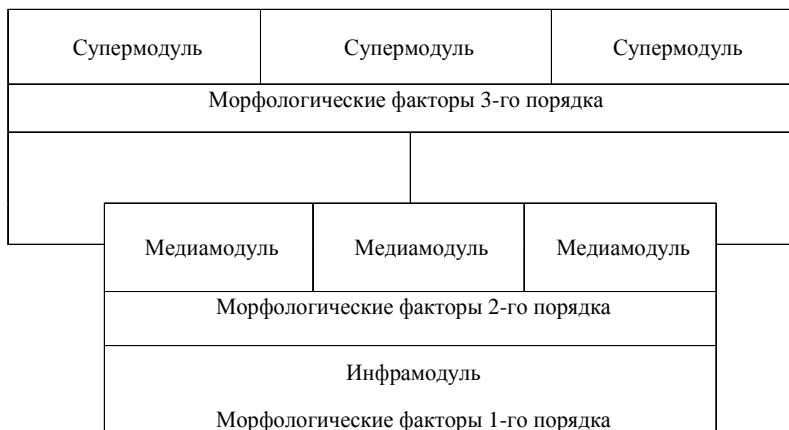 Супермодуль Супермодуль Супермодуль
Морфологические факторы 3-го порядка
Медиамодуль Медиамодуль Медиамодуль
Морфологические факторы 2-го порядка
Инфрамодуль
Морфологические факторы 1-го порядка